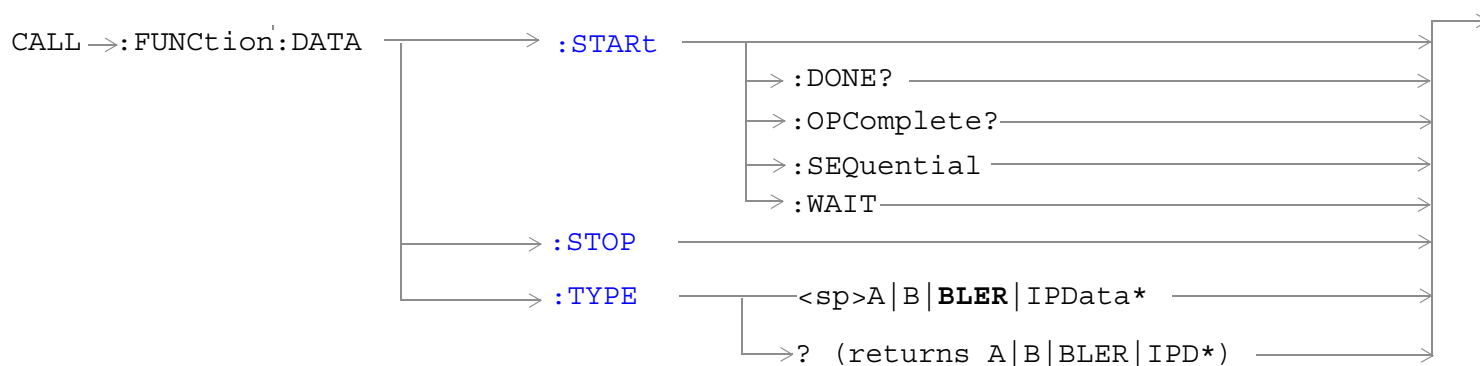 CALL :FUNCtion:DATA :STARt
:DONE?
:OPComplete?
:SEQuential
:WAIT
:STOP
:TYPE <sp>A|B|BLER|IPData*
? (returns A|B|BLER|IPD*)